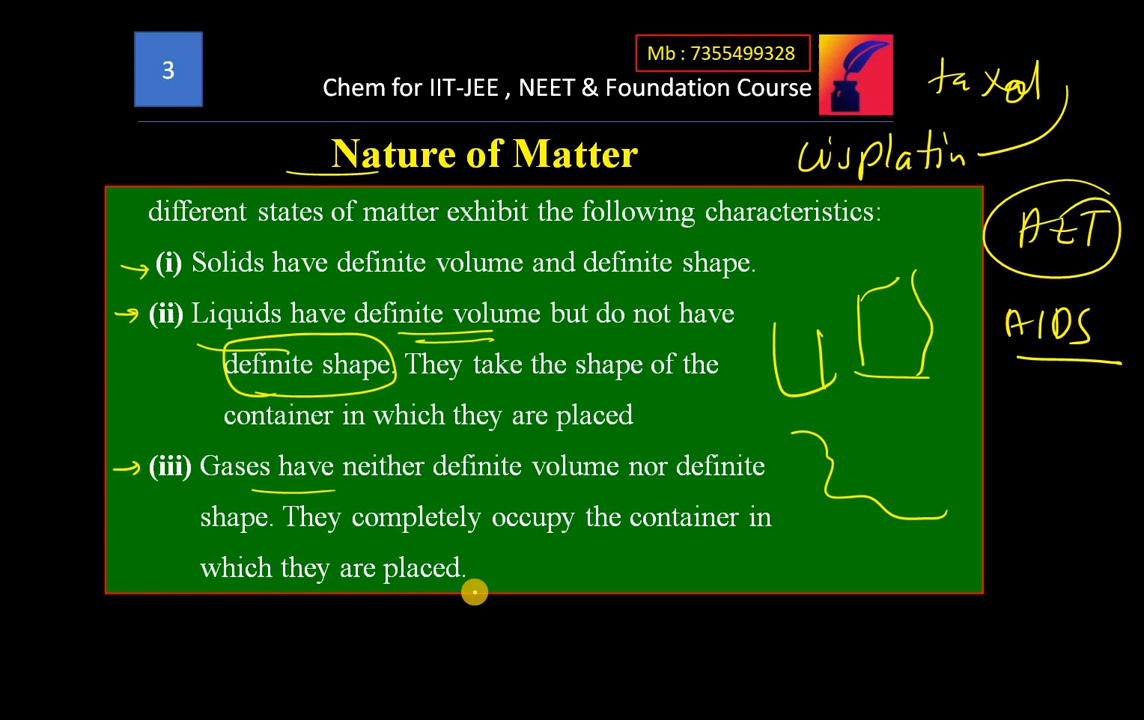 3
Mb : 7355499328
Chem for IIT-JEE , NEET & Foundation Course
taxol
cisplatin
Nature of Matter
different states of matter exhibit the following characteristics:
AZT
(i) Solids have definite volume and definite shape.
(ii) Liquids have definite volume but do not have
AIDS
definite shape. They take the shape of the
container in which they are placed
(iii) Gases have neither definite volume nor definite
shape. They completely occupy the container in
which they are placed.